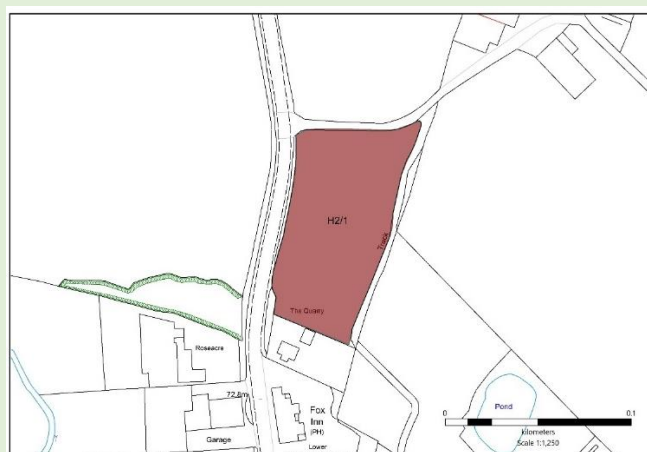 H2/1
Track
The Quarry
Roseacre
72.8m
Fox
Inn
(PH)
Garage
Lower
Pond
0
0.1
kilometers
Scale 1:1,250